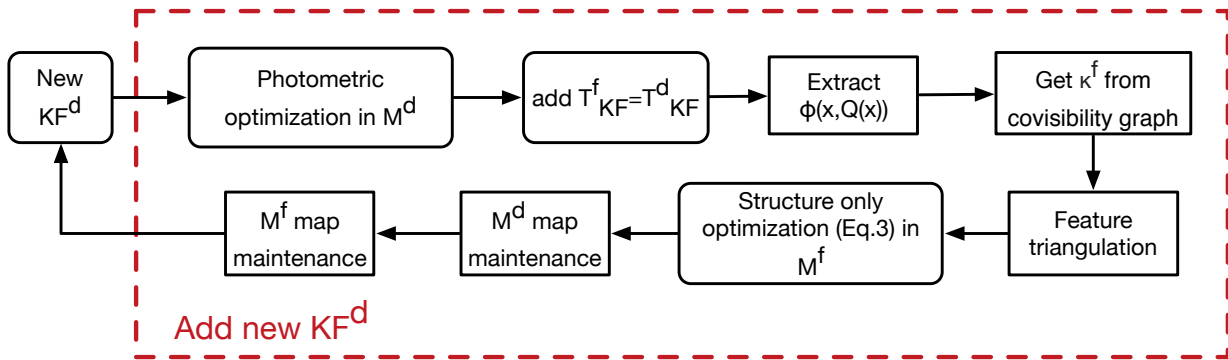 New
KF^d
Photometric
optimization in M^d
add T^f_KF=T^d_KF
Extract
ϕ(x,Q(x))
Get κ^f from
covisibility graph
Feature
triangulation
Structure only
optimization (Eq.3) in
M^f
M^d map
maintenance
M^f map
maintenance
Add new KF^d